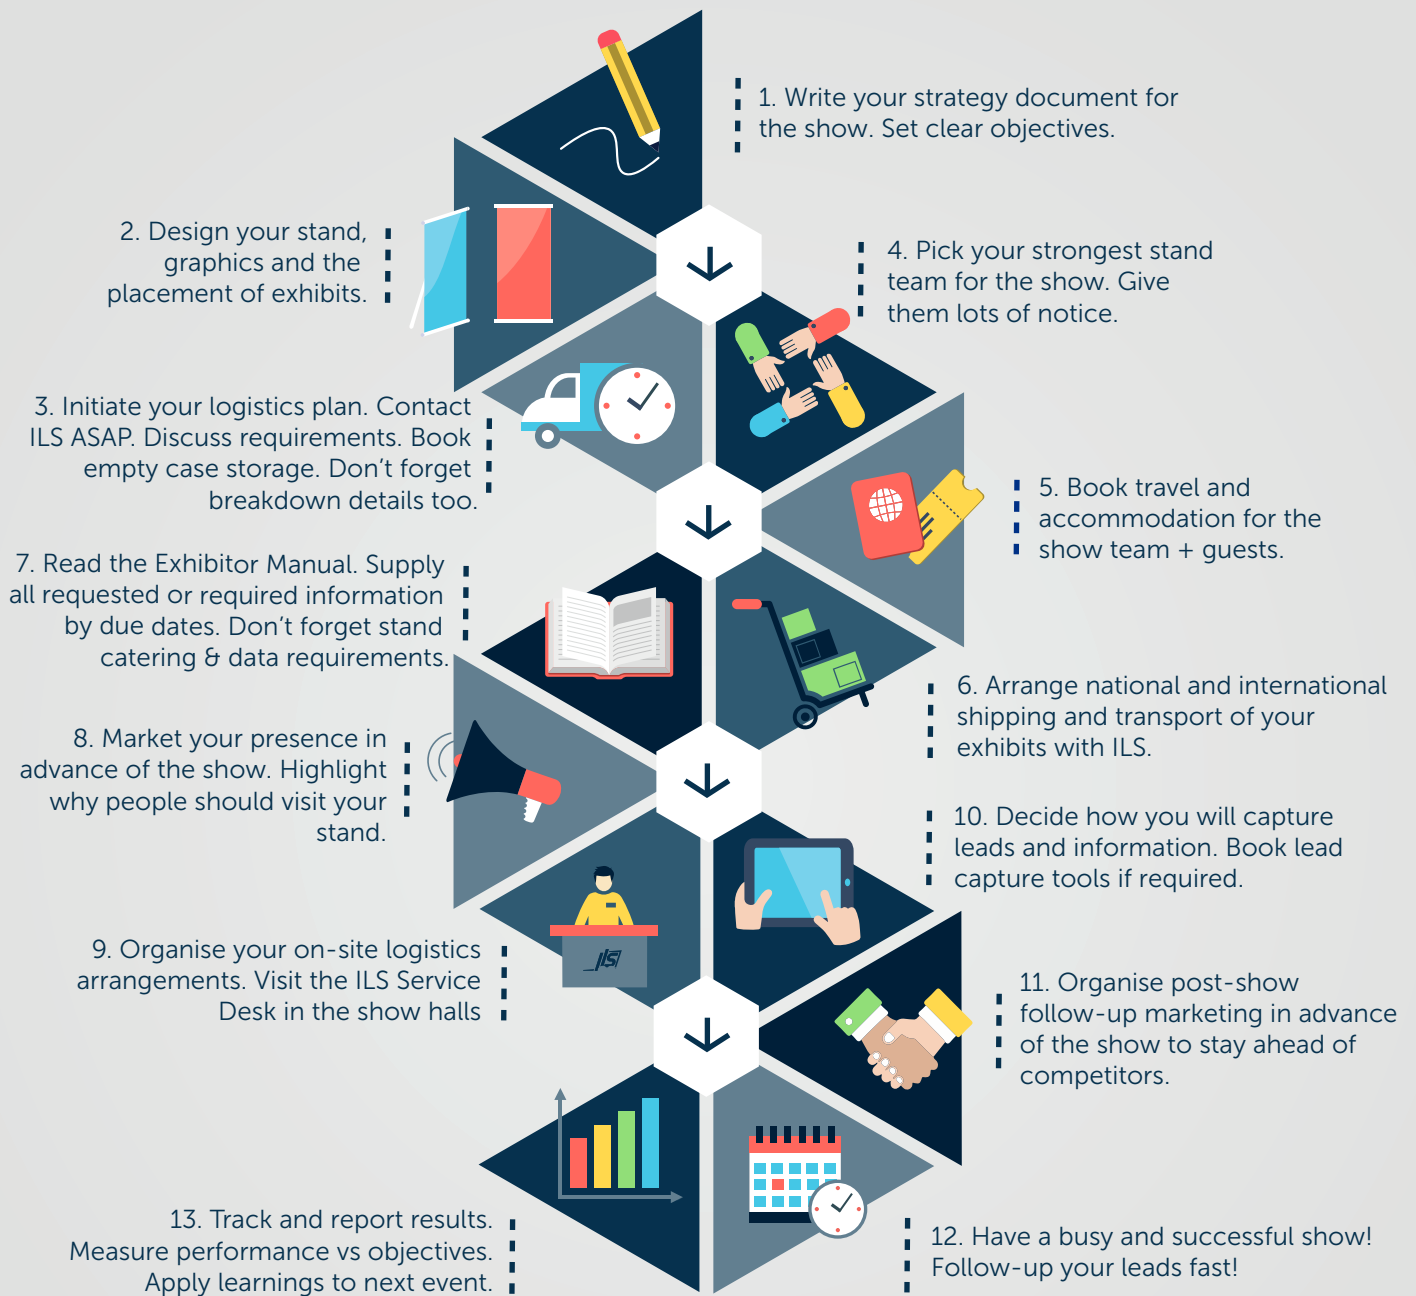 1. Write your strategy document for
the show. Set clear objectives.
2. Design your stand,
graphics and the
placement of exhibits.
3. Initiate your logistics plan. Contact
ILS ASAP. Discuss requirements. Book
empty case storage. Don’t forget
breakdown details too.
4. Pick your strongest stand
team for the show. Give
them lots of notice.
5. Book travel and
accommodation for the
show team + guests.
6. Arrange national and international
shipping and transport of your
exhibits with ILS.
7. Read the Exhibitor Manual. Supply
all requested or required information
by due dates. Don’t forget stand
catering & data requirements.
8. Market your presence in
advance of the show. Highlight
why people should visit your
stand.
9. Organise your on-site logistics
arrangements. Visit the ILS Service
Desk in the show halls
ILS
10. Decide how you will capture
leads and information. Book lead
capture tools if required.
11. Organise post-show
follow-up marketing in advance
of the show to stay ahead of
competitors.
12. Have a busy and successful show!
Follow-up your leads fast!
13. Track and report results.
Measure performance vs objectives.
Apply learnings to next event.